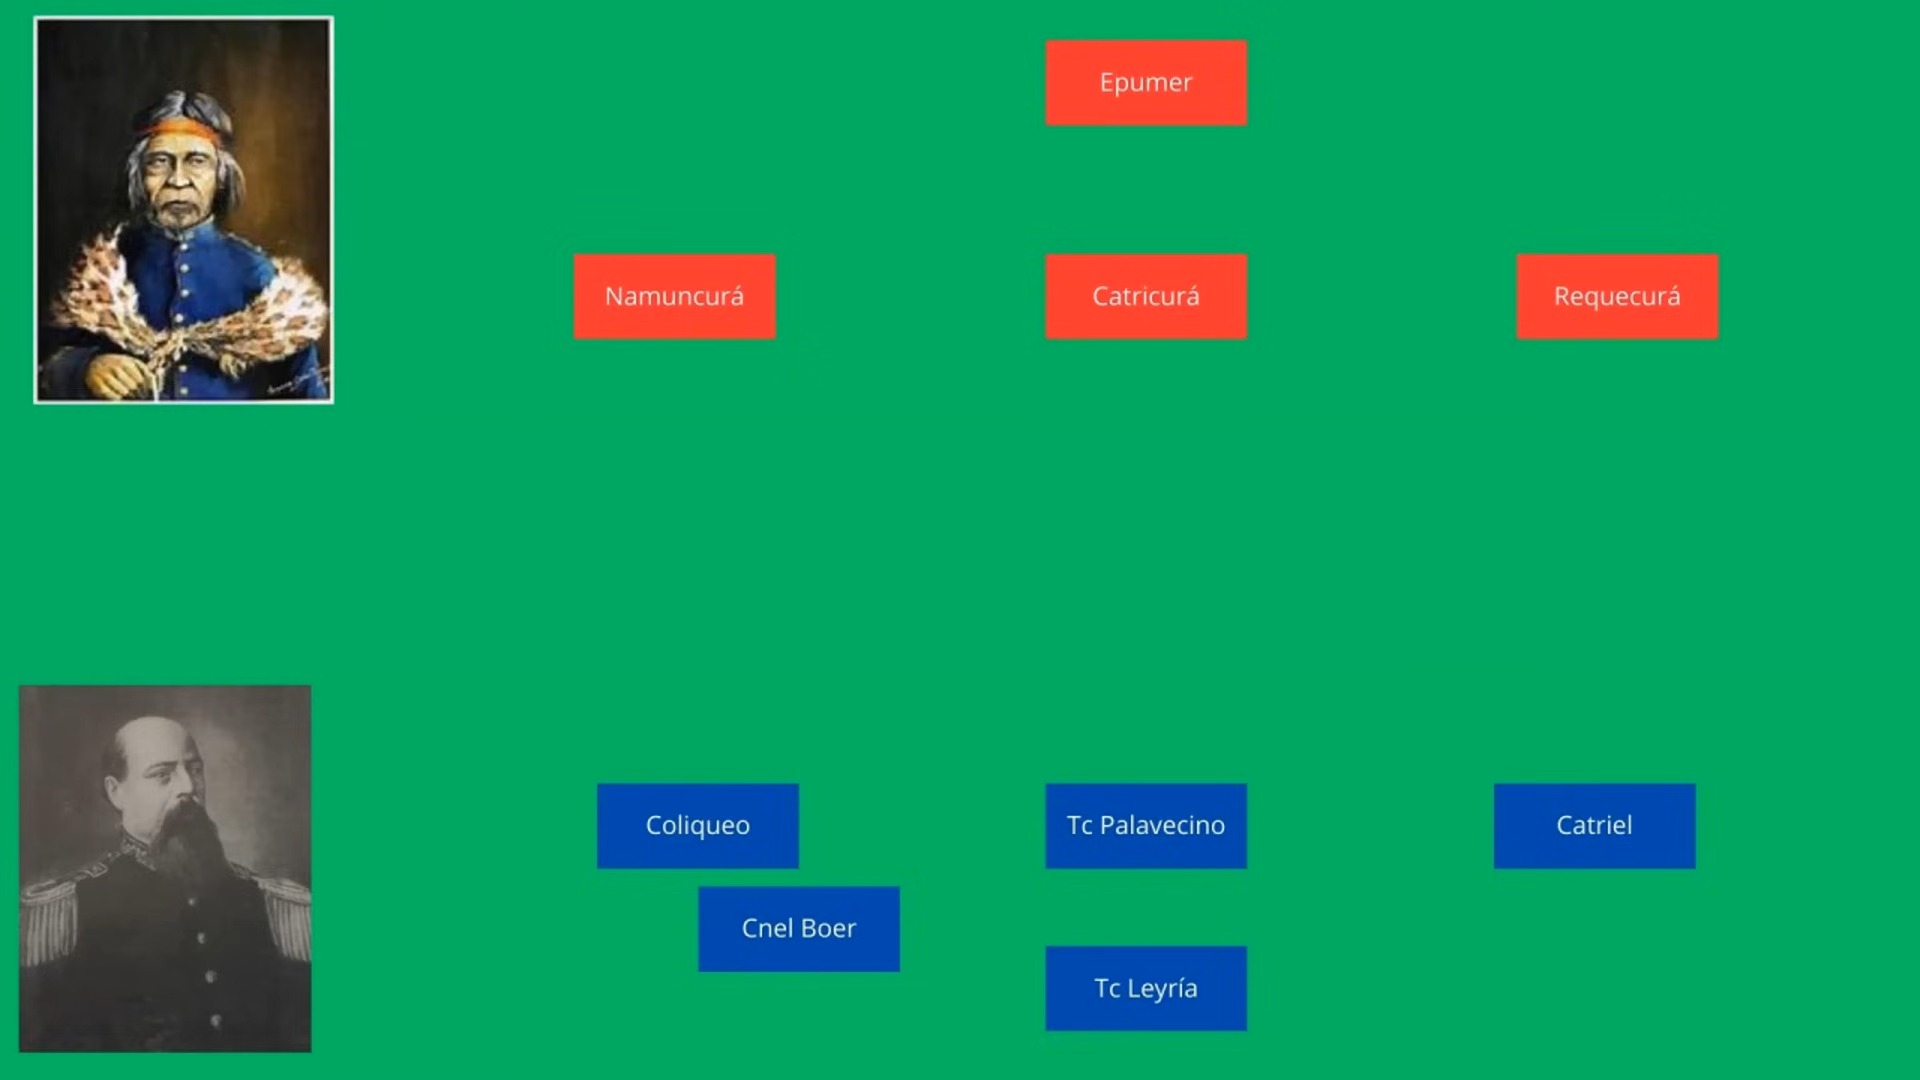 Epumer
Namuncurá
Catricurá
Requecurá
Coliqueo
Tc Palavecino
Catriel
Cnel Boer
Tc Leyría